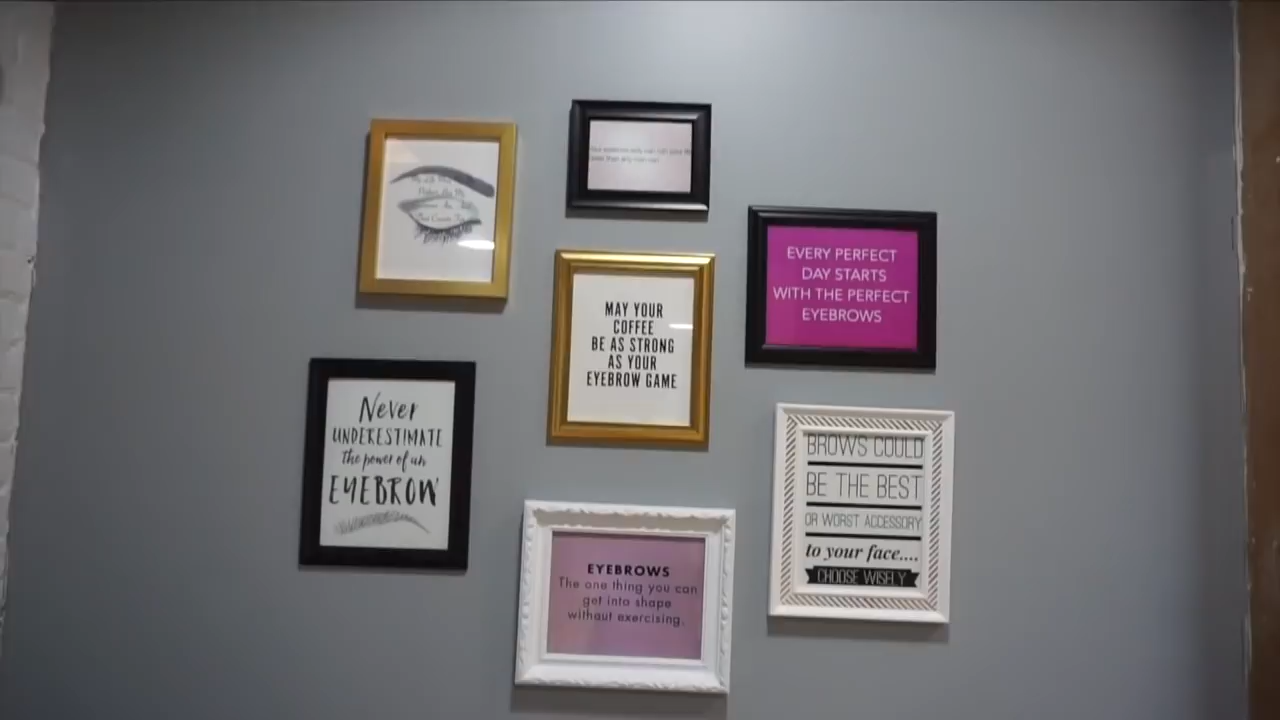 EVERY PERFECT
DAY STARTS
WITH THE PERFECT
EYEBROWS
MAY YOUR
COFFEE
BE AS STRONG
AS YOUR
EYEBROW GAME
Never
UNDERESTIMATE
the power of an
EYEBROW
BROWS COULD
BE THE BEST
OR WORST ACCESSORY
to your face....
CHOOSE WISELY
EYEBROWS
The one thing you can
get into shape
without exercising.